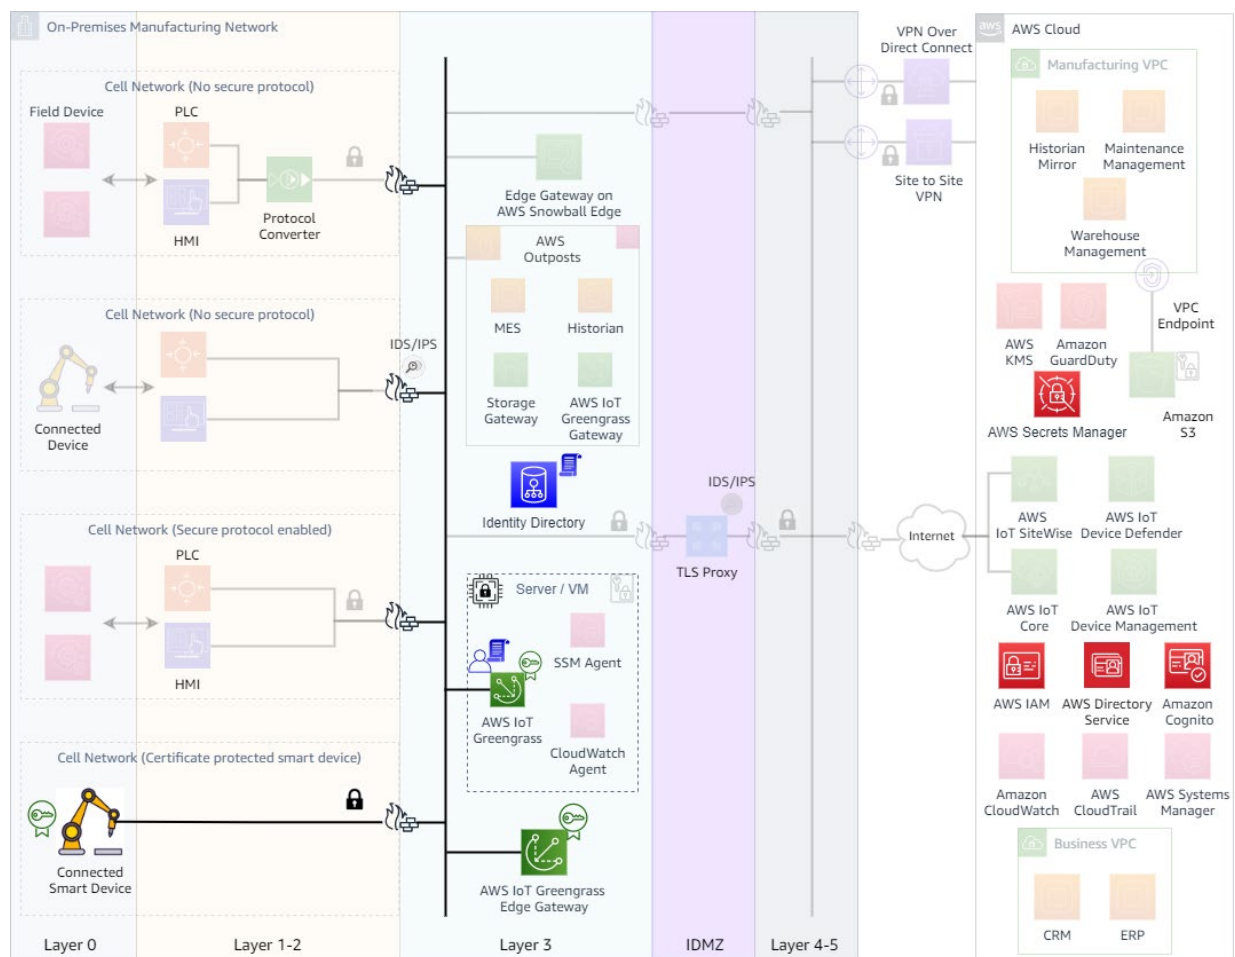 On-Premises Manufacturing Network
Cell Network (No secure protocol)
Field Device
PLC
HMI
Protocol
Converter
Cell Network (No secure protocol)
Connected
Device
IDS/IPS
Cell Network (Secure protocol enabled)
PLC
HMI
Cell Network (Certificate protected smart device)
Connected
Smart Device
Edge Gateway on
AWS Snowball Edge
AWS
Outposts
MES
Historian
Storage
Gateway
AWS IoT
Greengrass
Gateway
Identity Directory
Server / VM
SSM Agent
AWS IoT
Greengrass
CloudWatch
Agent
AWS IoT Greengrass
Edge Gateway
IDS/IPS
TLS Proxy
VPN Over
Direct Connect
Site to Site
VPN
Internet
aws
AWS Cloud
Manufacturing VPC
Historian
Mirror
Maintenance
Management
Warehouse
Management
VPC
Endpoint
AWS
KMS
Amazon
GuardDuty
AWS Secrets Manager
Amazon
S3
AWS
IoT SiteWise
AWS IoT
Device Defender
AWS IoT
Core
AWS IoT
Device Management
AWS IAM
AWS Directory
Service
Amazon
Cognito
Amazon
CloudWatch
AWS
CloudTrail
AWS Systems
Manager
Business VPC
CRM
ERP
Layer 0
Layer 1-2
Layer 3
IDMZ
Layer 4-5